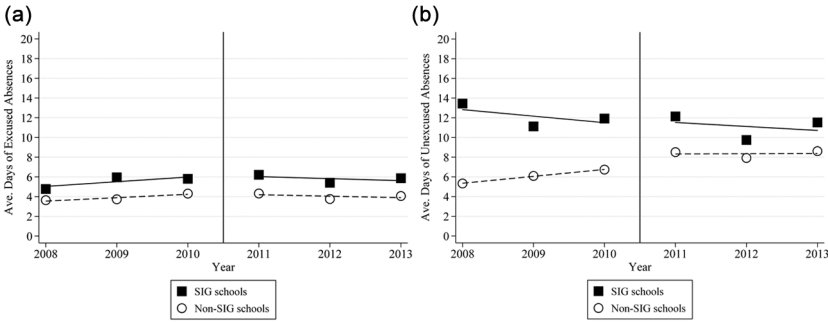 (a)
Ave. Days of Excused Absences
20
18
16
14
12
10
8
6
4
2
0
2008 2009 2010 2011 2012 2013
Year
SIG schools
Non-SIG schools
(b)
Ave. Days of Unexcused Absences
20
18
16
14
12
10
8
6
4
2
0
2008 2009 2010 2011 2012 2013
Year
SIG schools
Non-SIG schools